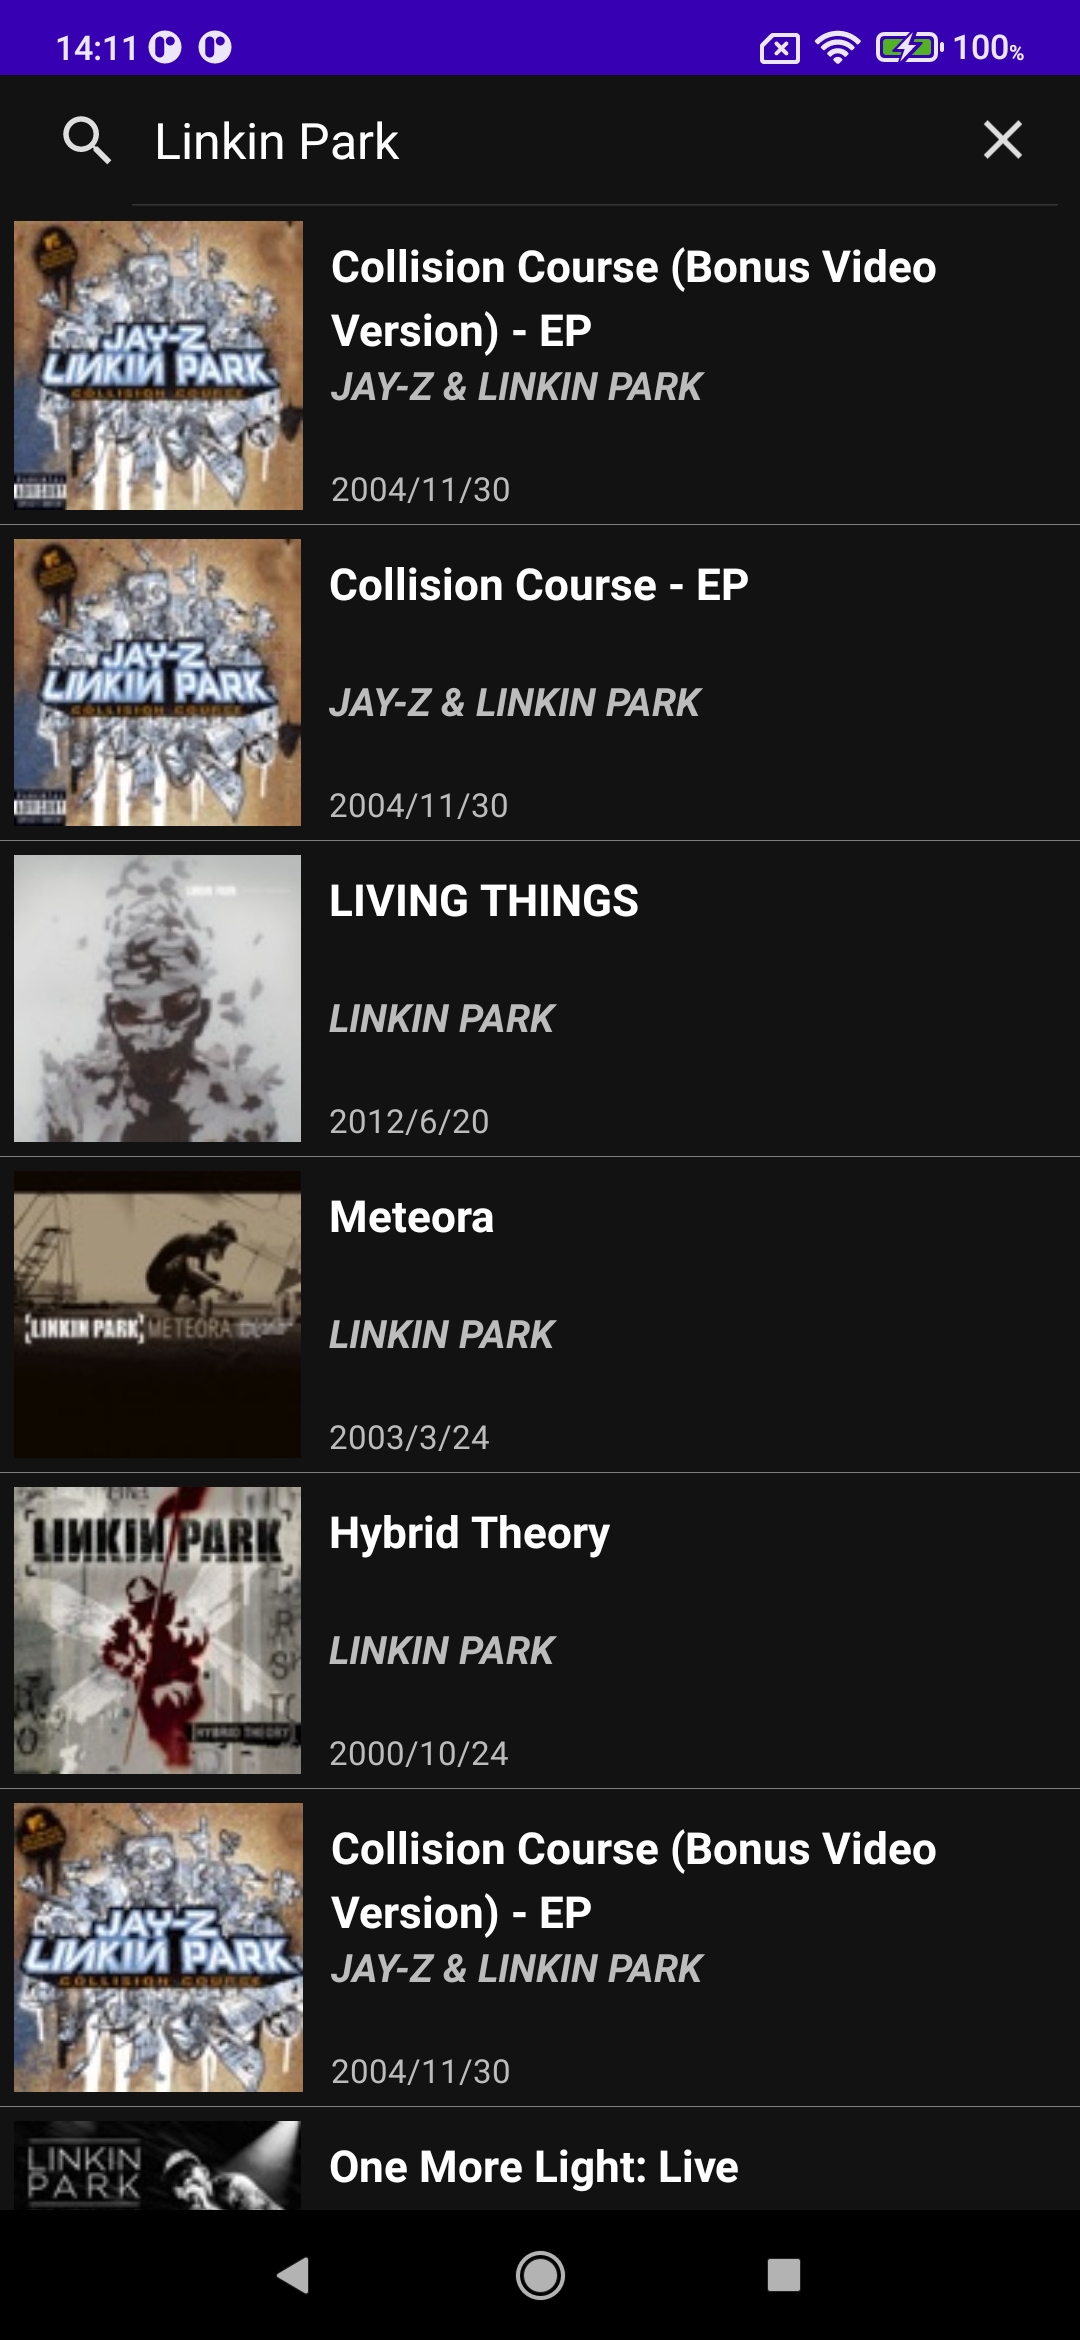 14:11
100%
Linkin Park
JAY-Z
LINKIN PARK
COLLISION COURSE
Collision Course (Bonus Video
Version) - EP
JAY-Z & LINKIN PARK
2004/11/30
JAY-Z
LINKIN PARK
COLLISION COURSE
Collision Course - EP
JAY-Z & LINKIN PARK
2004/11/30
LIVING THINGS
LINKIN PARK
2012/6/20
[LINKIN PARK] METEORA
Meteora
LINKIN PARK
2003/3/24
LINKIN PARK
HYBRID THEORY
Hybrid Theory
LINKIN PARK
2000/10/24
JAY-Z
LINKIN PARK
COLLISION COURSE
Collision Course (Bonus Video
Version) - EP
JAY-Z & LINKIN PARK
2004/11/30
LINKIN
PARK
One More Light: Live